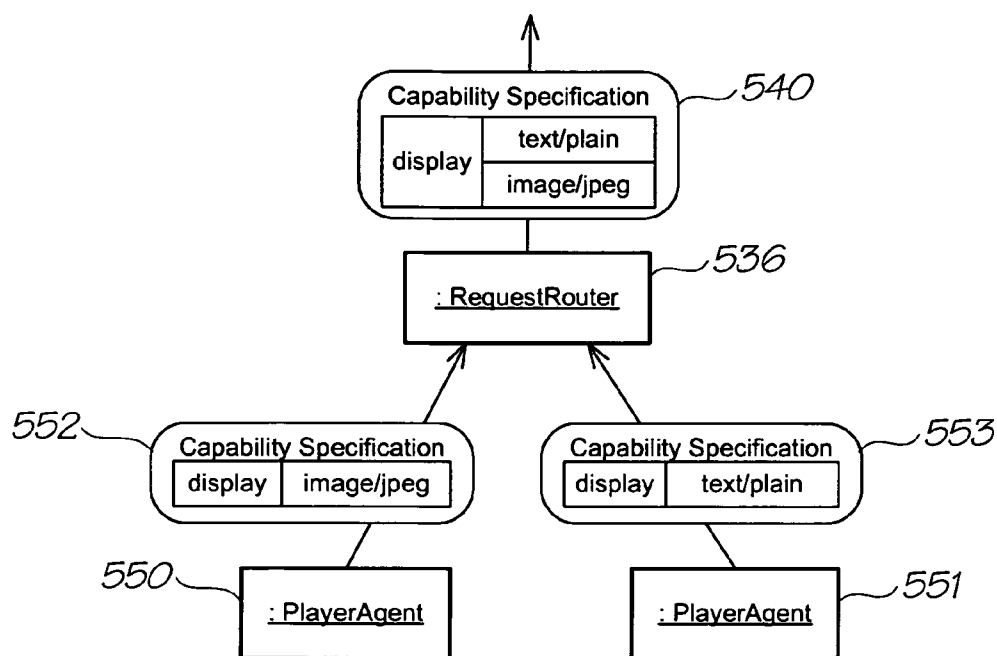 Capability Specification
540
display
text/plain
image/jpeg
536
: RequestRouter
552
Capability Specification
display image/jpeg
553
Capability Specification
display text/plain
550
: PlayerAgent
551
: PlayerAgent